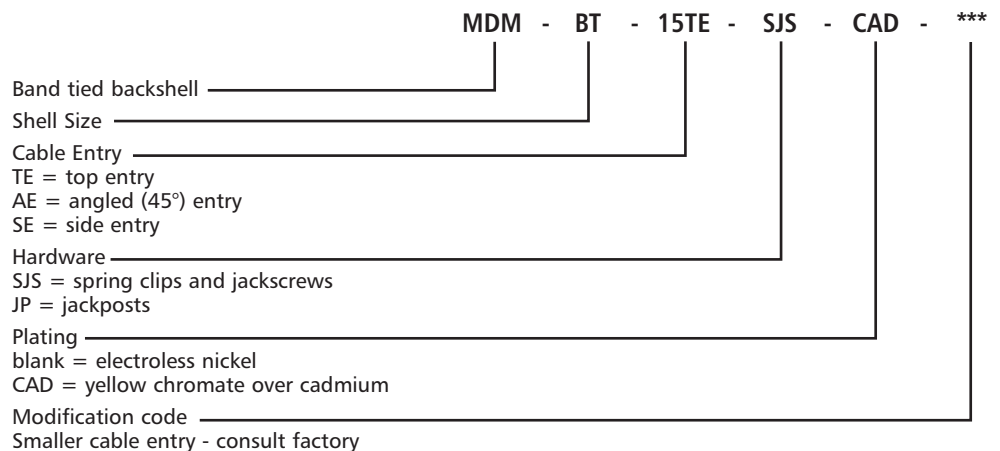 MDM - BT - 15TE - SJS - CAD - ***
Band tied backshell
Shell Size
Cable Entry
TE = top entry
AE = angled (45°) entry
SE = side entry
Hardware
SJS = spring clips and jackscrews
JP = jackposts
Plating
blank = electroless nickel
CAD = yellow chromate over cadmium
Modification code
Smaller cable entry - consult factory